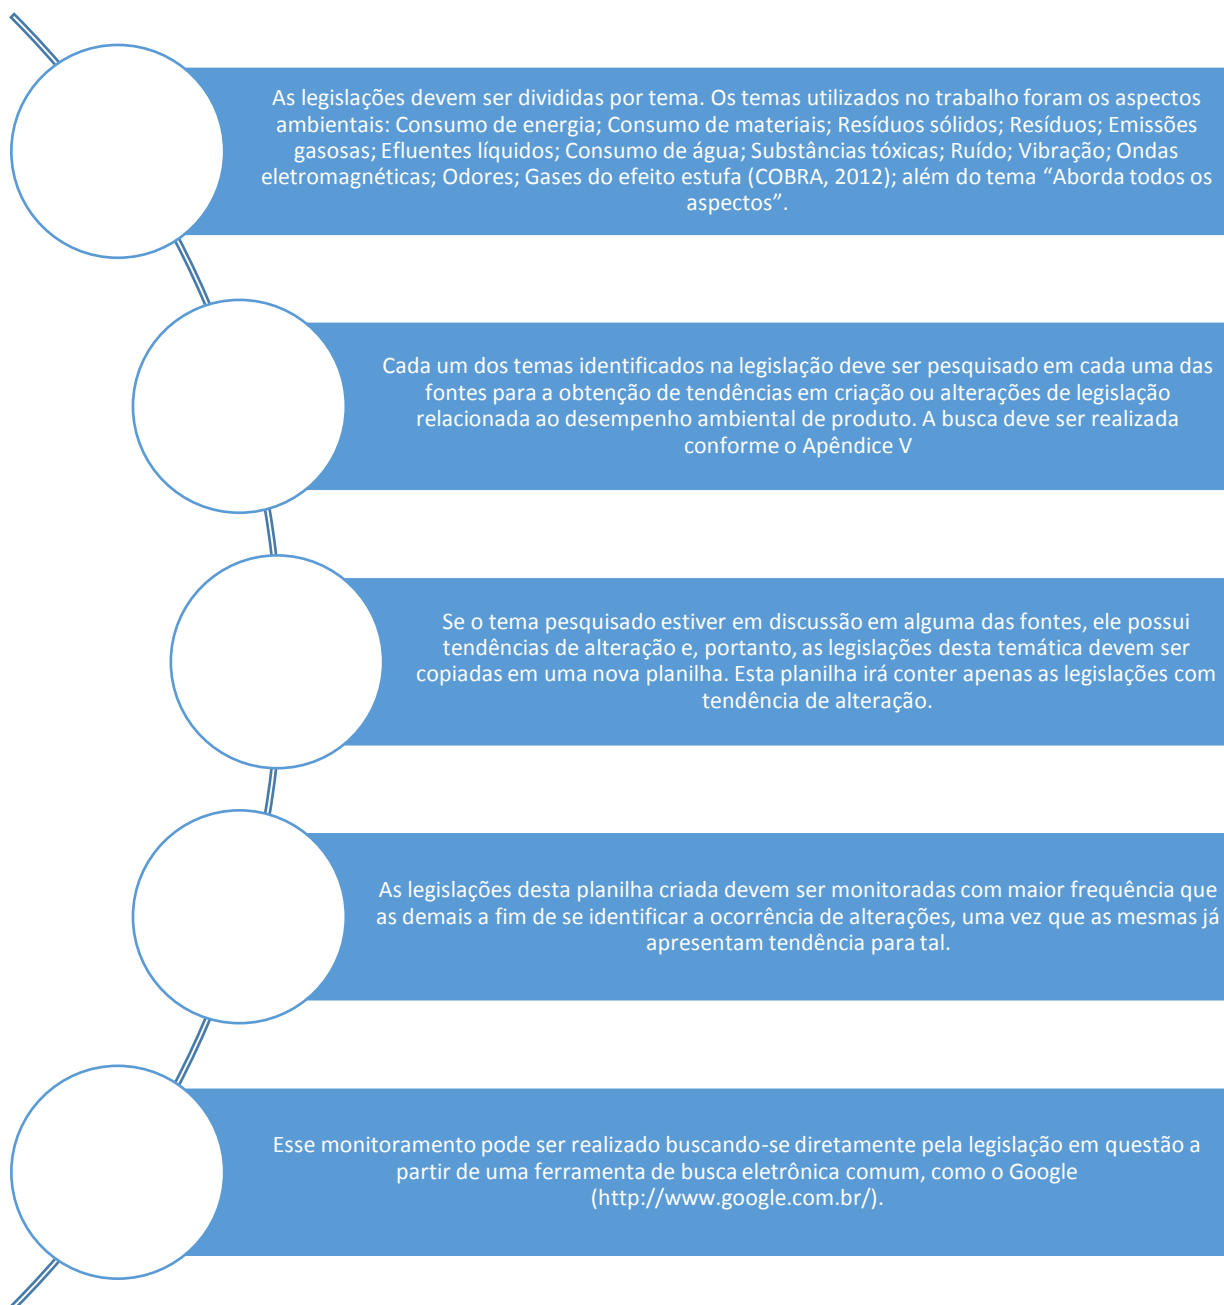 As legislações devem ser divididas por tema. Os temas utilizados no trabalho foram os aspectos
ambientais: Consumo de energia; Consumo de materiais; Resíduos sólidos; Resíduos; Emissões
gasosas; Efluentes líquidos; Consumo de água; Substâncias tóxicas; Ruído; Vibração; Ondas
eletromagnéticas; Odores; Gases do efeito estufa (COBRA, 2012); além do tema “Aborda todos os
aspectos”.
Cada um dos temas identificados na legislação deve ser pesquisado em cada uma das
fontes para a obtenção de tendências em criação ou alterações de legislação
relacionada ao desempenho ambiental de produto. A busca deve ser realizada
conforme o Apêndice V
Se o tema pesquisado estiver em discussão em alguma das fontes, ele possui
tendências de alteração e, portanto, as legislações desta temática devem ser
copiadas em uma nova planilha. Esta planilha irá conter apenas as legislações com
tendência de alteração.
As legislações desta planilha criada devem ser monitoradas com maior frequência que
as demais a fim de se identificar a ocorrência de alterações, uma vez que as mesmas já
apresentam tendência para tal.
Esse monitoramento pode ser realizado buscando-se diretamente pela legislação em questão a
partir de uma ferramenta de busca eletrônica comum, como o Google
(http://www.google.com.br/).